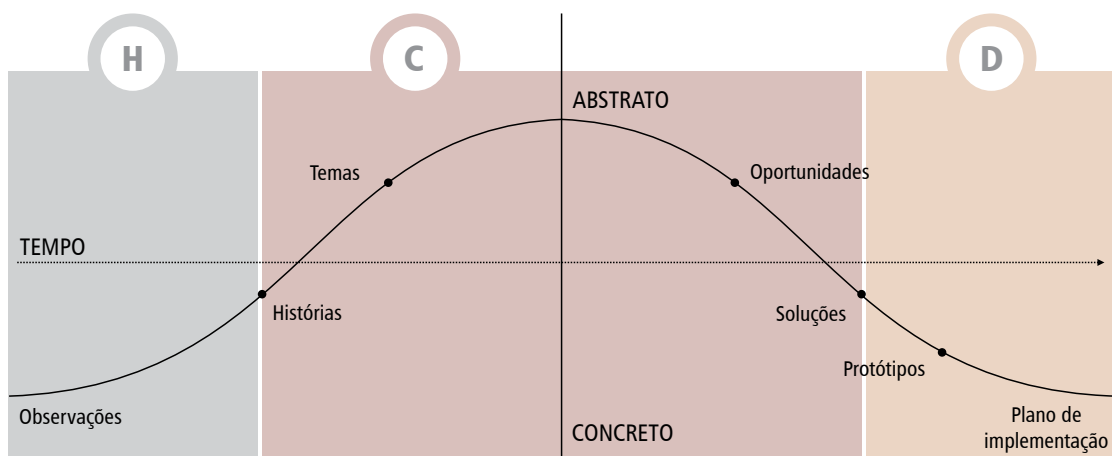 H
C
D
ABSTRATO
Temas
Oportunidades
TEMPO
Histórias
Soluções
Protótipos
Observações
Plano de
implementação
CONCRETO